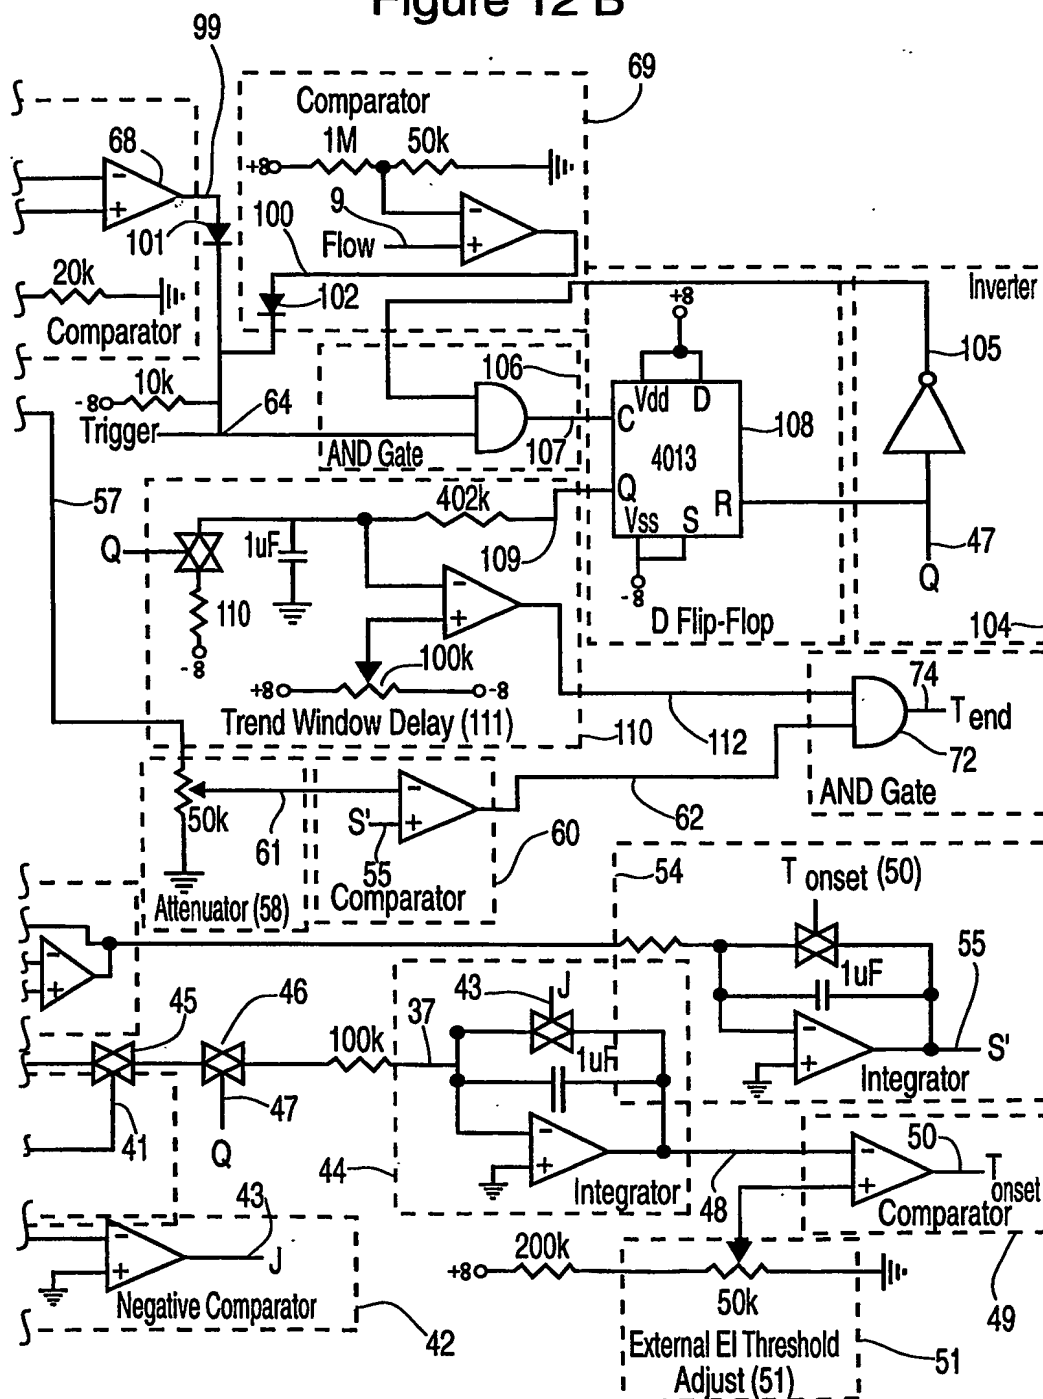 Figure 12 B
99
69
Comparator
68
1M
50k
+8
-
+
9
Flow
-
+
100
101
102
20k
Comparator
+8
Inverter
105
10k
-8
Trigger
64
106
107
AND Gate
Vdd
D
C
4013
108
Q
Vss
S
R
-8
D Flip-Flop
47
Q
104
57
Q
1uF
402k
109
110
-8
-
+
100k
+8
-8
Trend Window Delay (111)
110
112
74
Tend
72
AND Gate
50k
61
S'
55
-
+
62
60
Attenuator (58)
Comparator
54
Tonset (50)
1uF
55
-
+
S'
Integrator
-
+
45
46
100k
37
43
J
1uF
41
47
Q
44
-
+
Integrator
48
50
-
+
Tonset
Comparator
49
43
J
-
+
Negative Comparator
42
+8
200k
50k
External EI Threshold
Adjust (51)
51